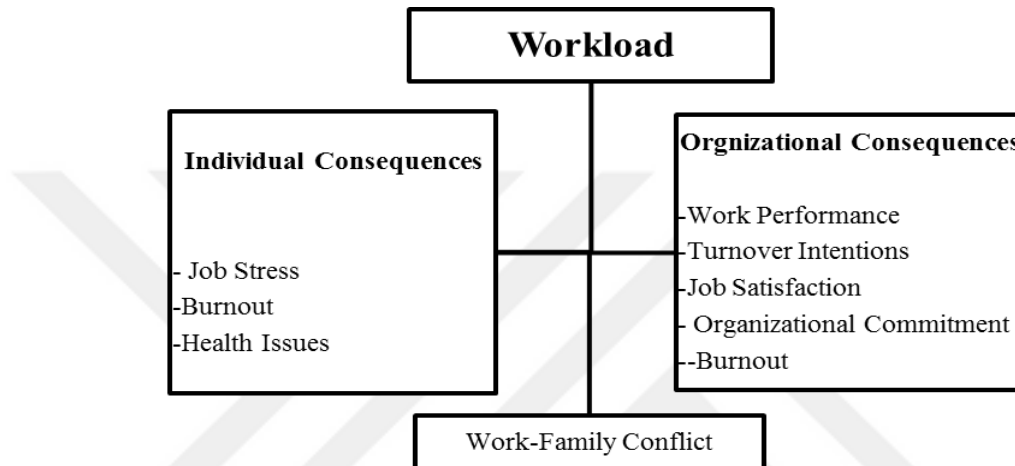 Workload
Individual Consequences
- Job Stress
-Burnout
-Health Issues
Orgnizational Consequences
-Work Performance
-Turnover Intentions
-Job Satisfaction
- Organizational Commitment
--Burnout
Work-Family Conflict